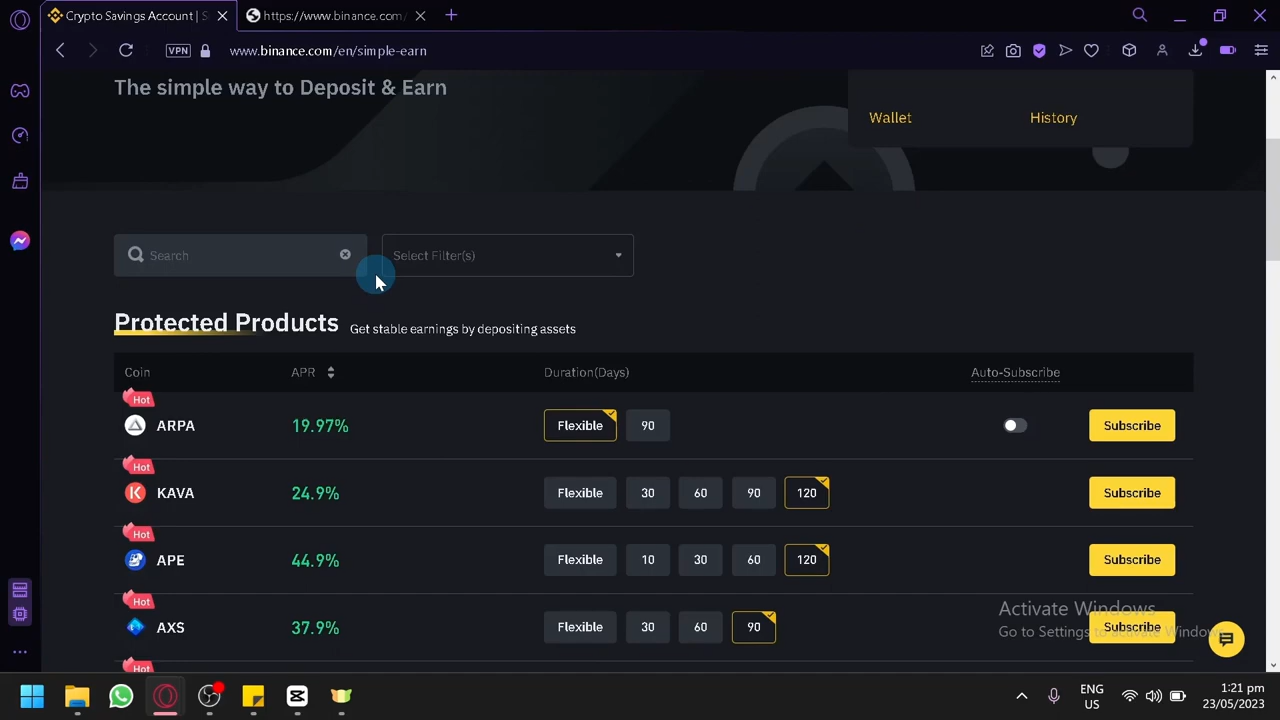 Crypto Savings Account | S
https://www.binance.com/
VPN
www.binance.com/en/simple-earn
The simple way to Deposit & Earn
Wallet
History
Search
Select Filter(s)
Protected Products
Get stable earnings by depositing assets
Coin
APR
Duration(Days)
Auto-Subscribe
Hot
ARPA
19.97%
Flexible
90
Subscribe
Hot
KAVA
24.9%
Flexible
30
60
90
120
Subscribe
Hot
APE
44.9%
Flexible
10
30
60
120
Subscribe
Hot
AXS
37.9%
Flexible
30
60
90
Subscribe
Hot
Activate Windows
Go to Settings to activate Windows.
ENG
US
1:21 pm
23/05/2023